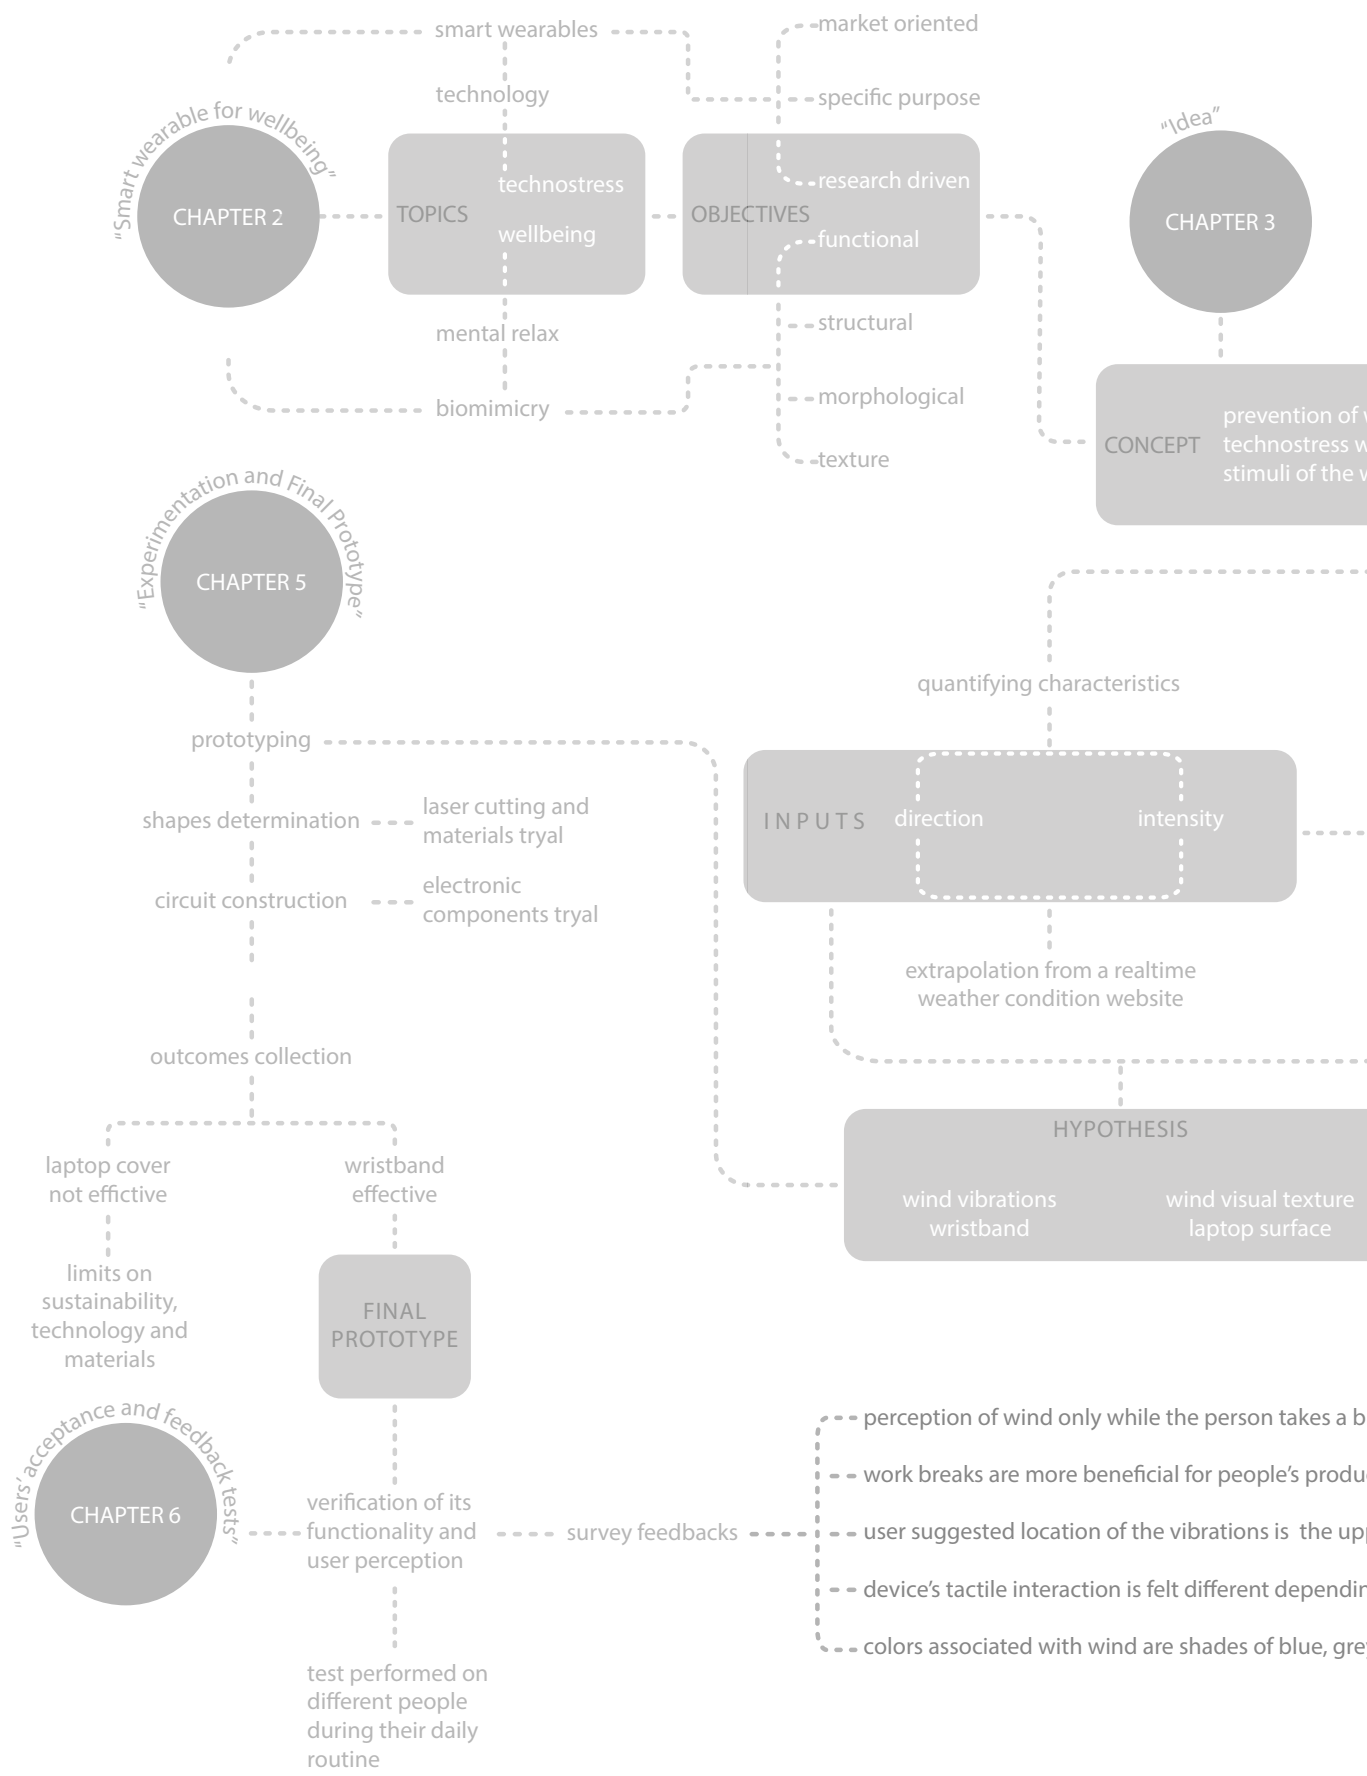 smart wearables
technology
"Smart wearable for wellbeing"
CHAPTER 2
TOPICS
technostress
wellbeing
mental relax
biomimicry
market oriented
specific purpose
OBJECTIVES
research driven
functional
structural
morphological
texture
"Idea"
CHAPTER 3
CONCEPT
prevention of
technostress
stimuli of the
"Experimentation and Final Prototype"
CHAPTER 5
prototyping
shapes determination
laser cutting and
materials tryal
circuit construction
electronic
components tryal
outcomes collection
laptop cover
not effictive
limits on
sustainability,
technology and
materials
wristband
effective
FINAL
PROTOTYPE
quantifying characteristics
INPUTS
direction
intensity
extrapolation from a realtime
weather condition website
HYPOTHESIS
wind vibrations
wristband
wind visual texture
laptop surface
"Users' acceptance and feedback tests"
CHAPTER 6
verification of its
functionality and
user perception
test performed on
different people
during their daily
routine
survey feedbacks
perception of wind only while the person takes a
work breaks are more beneficial for people's
user suggested location of the vibrations is the
device's tactile interaction is felt different
colors associated with wind are shades of blue,